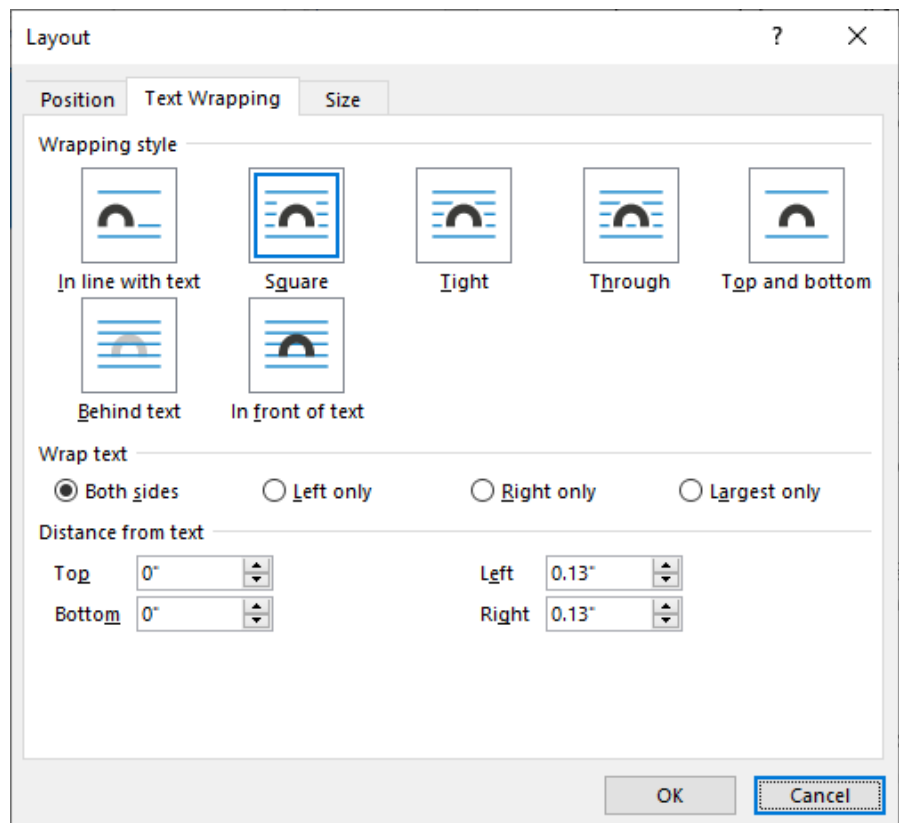 Layout ?
Position Text Wrapping Size
Wrapping style
In line with text Square Tight Through Top and bottom
Behind text In front of text
Wrap text
Both sides Left only Right only Largest only
Distance from text
Top 0" Left 0.13"
Bottom 0" Right 0.13"
OK Cancel